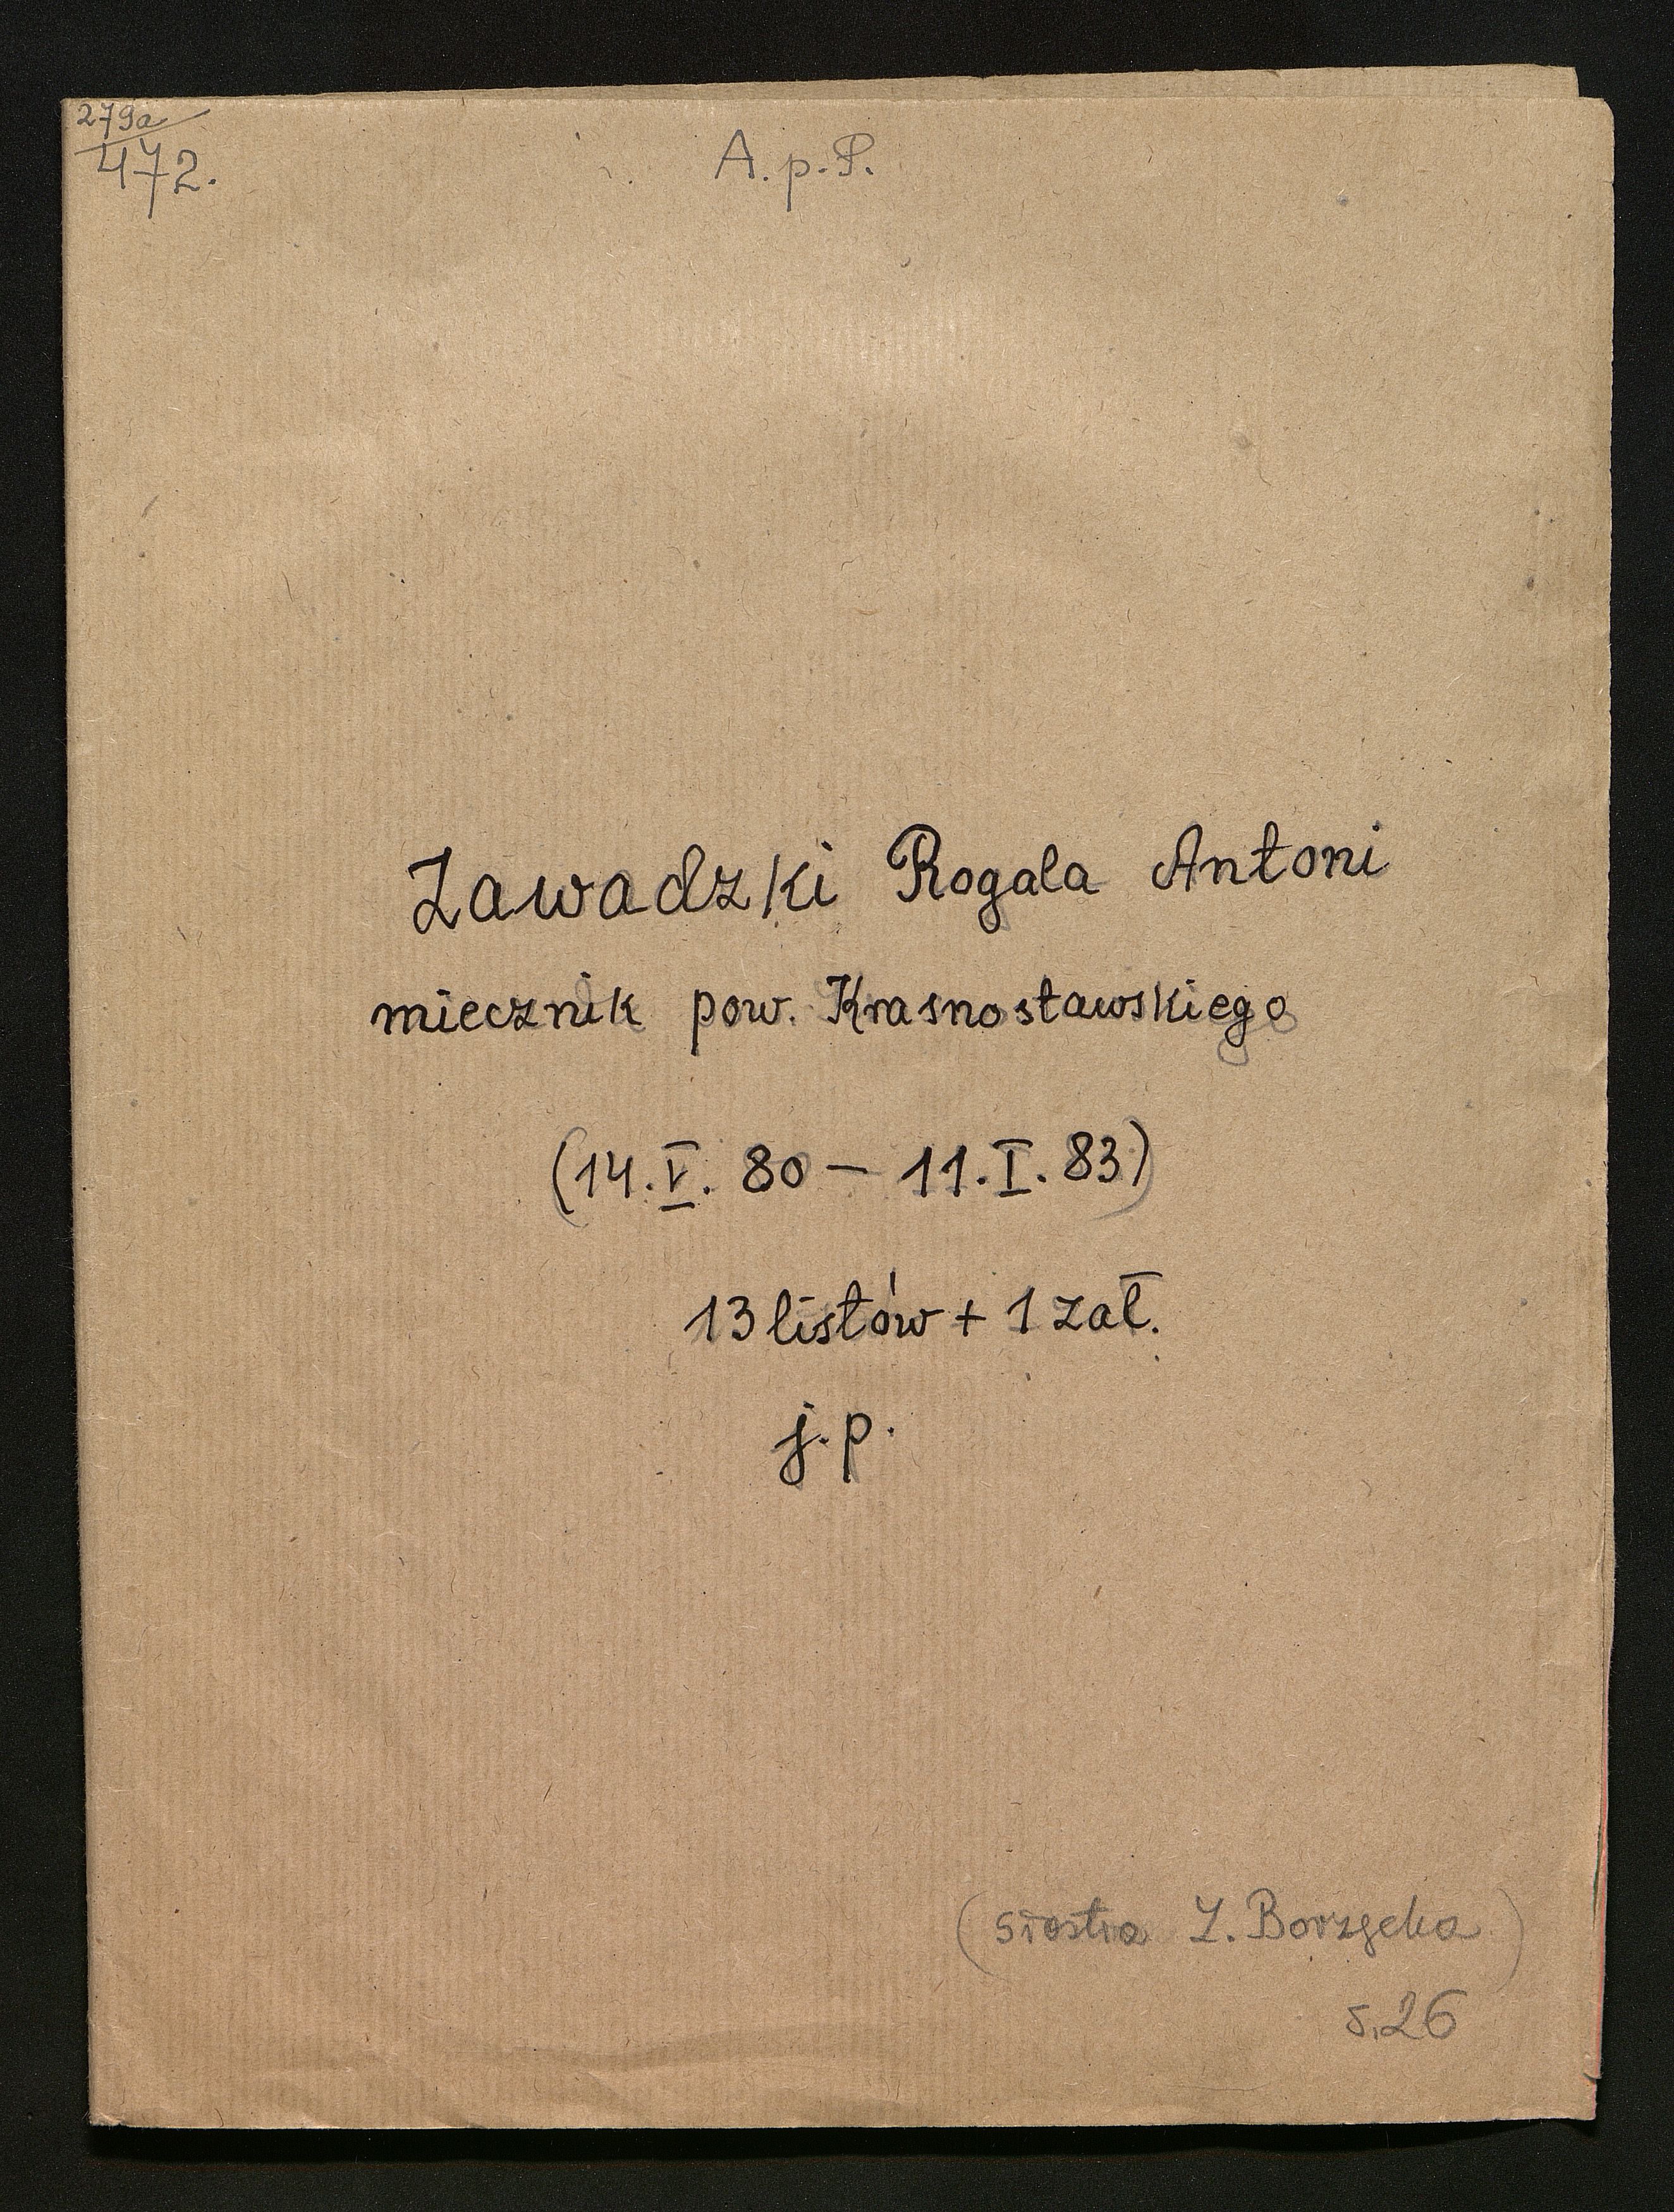 279a
472.
A. p. P.
Zawadzki Rogala Antoni
miecznik pow. Krasnostawskiego
(14. V. 80 – 11. I. 83)
13 listów + 1 zał.
j. p.
(siostra Z. Borzęcka)
s. 26